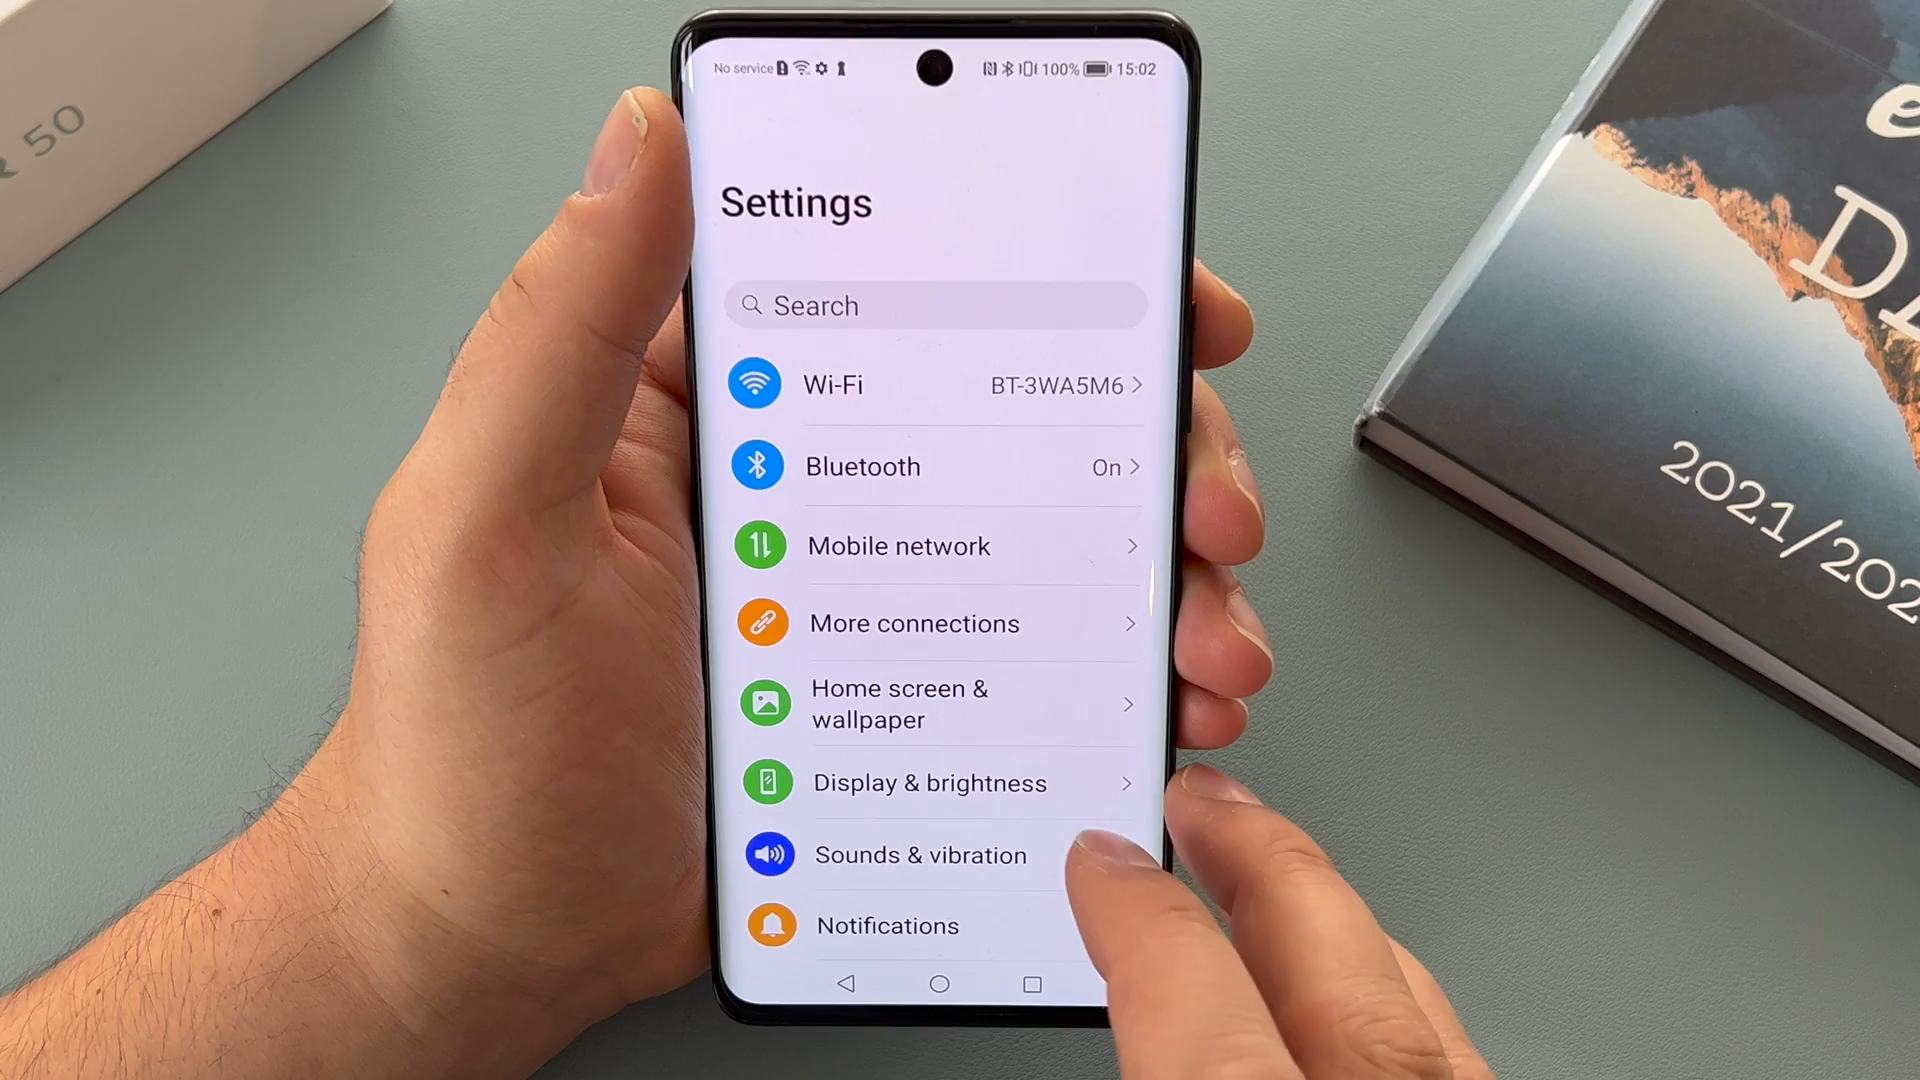 50
No service
100% 15:02
Settings
Search
Wi-Fi BT-3WA5M6
Bluetooth On
Mobile network
More connections
Home screen &
wallpaper
Display & brightness
Sounds & vibration
Notifications
2021/202